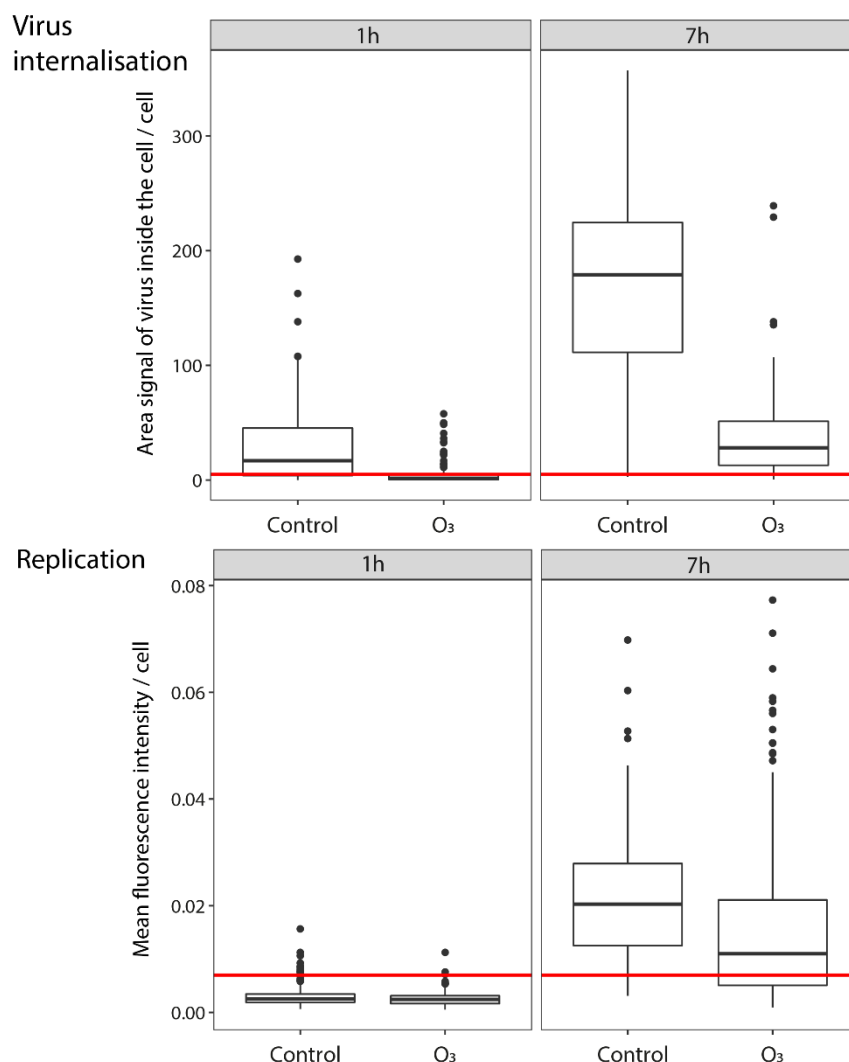 Virus
internalisation
1h
7h
Area signal of virus inside the cell / cell
300
200
100
0
Control
O₃
Control
O₃
Replication
1h
7h
Mean fluorescence intensity / cell
0.08
0.06
0.04
0.02
0.00
Control
O₃
Control
O₃